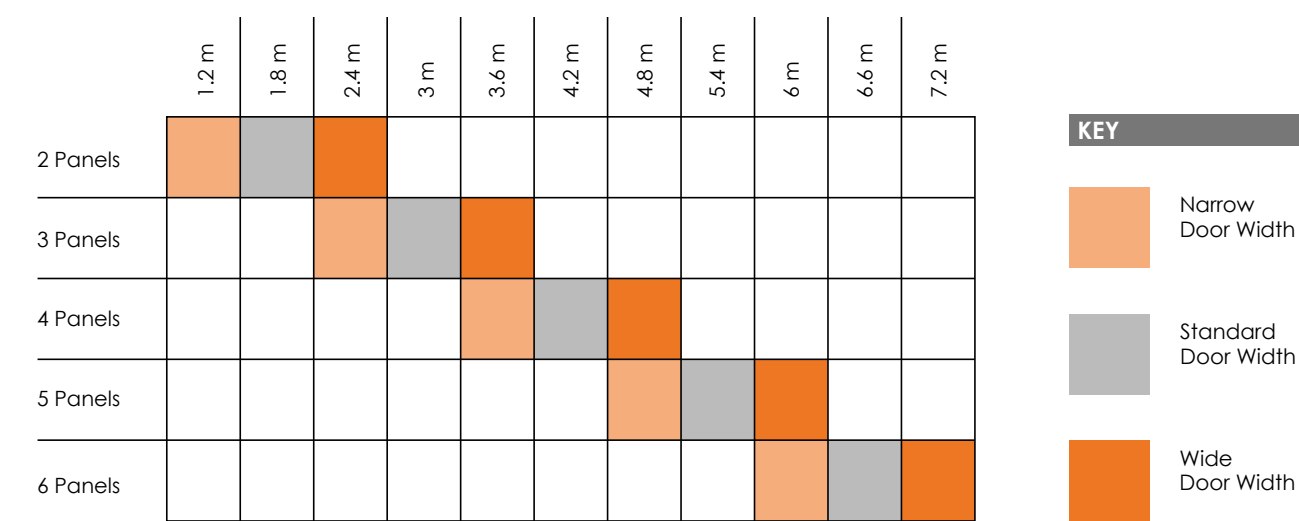 1.2 m
1.8 m
2.4 m
3 m
3.6 m
4.2 m
4.8 m
5.4 m
6 m
6.6 m
7.2 m
2 Panels
3 Panels
4 Panels
5 Panels
6 Panels
KEY
Narrow
Door Width
Standard
Door Width
Wide
Door Width